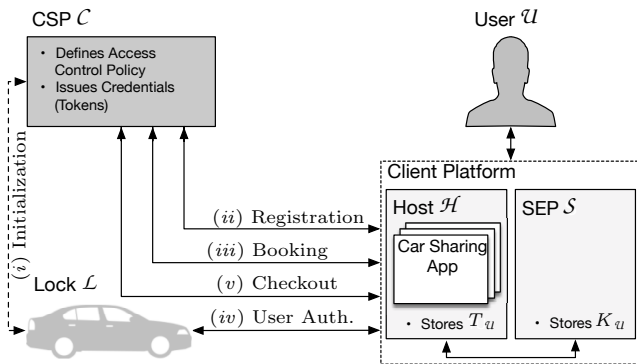 CSP 𝒞
• Defines Access
Control Policy
• Issues Credentials
(Tokens)
User 𝒰
(i) Initialization
Client Platform
(ii) Registration
Host ℋ
SEP 𝒮
(iii) Booking
Car Sharing
App
(v) Checkout
Lock ℒ
(iv) User Auth.
• Stores T𝒰
• Stores K𝒰